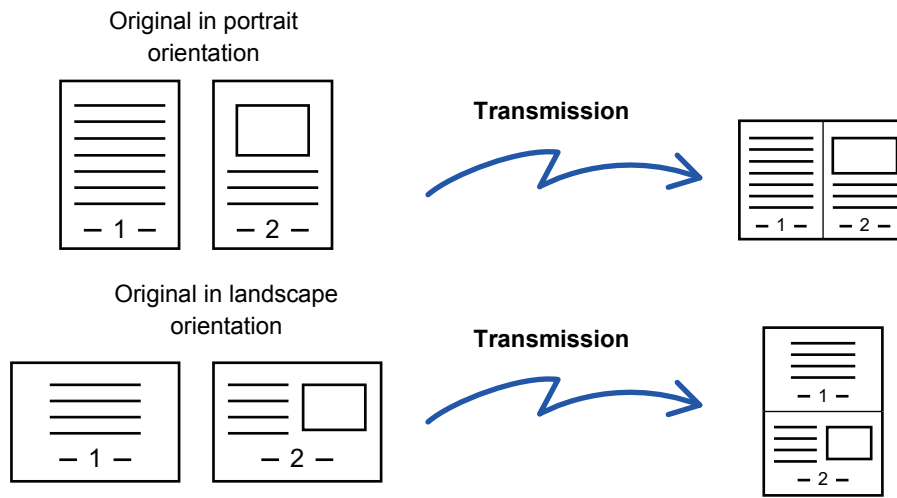 Original in portrait
orientation
Transmission
– 1 –
– 2 –
– 1 –
– 2 –
Original in landscape
orientation
Transmission
– 1 –
– 2 –
– 1 –
– 2 –